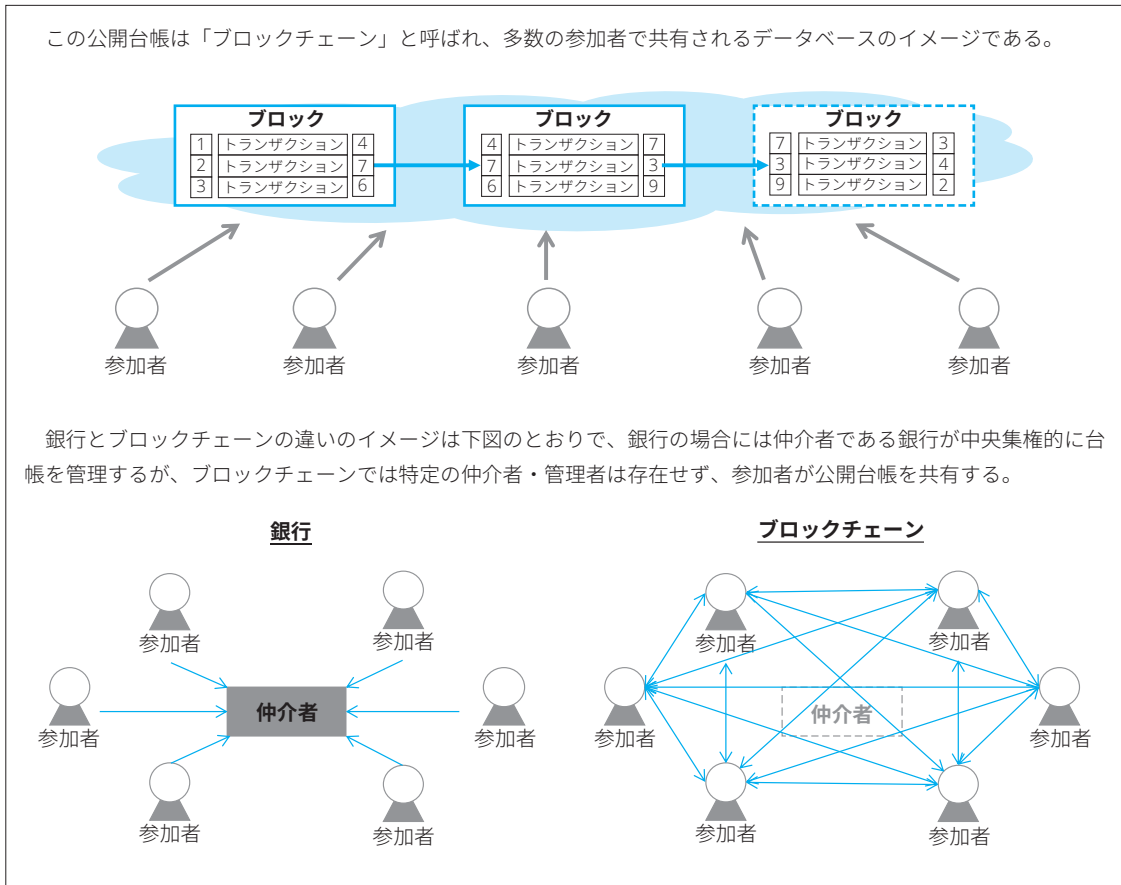 この公開台帳は「ブロックチェーン」と呼ばれ、多数の参加者で共有されるデータベースのイメージである。
ブロック ブロック ブロック
1 トランザクション 4 4 トランザクション 7 7 トランザクション 3
2 トランザクション 7 7 トランザクション 3 3 トランザクション 4
3 トランザクション 6 6 トランザクション 9 9 トランザクション 2
参加者 参加者 参加者 参加者 参加者
銀行とブロックチェーンの違いのイメージは下図のとおりで、銀行の場合には仲介者である銀行が中央集権的に台
帳を管理するが、ブロックチェーンでは特定の仲介者・管理者は存在せず、参加者が公開台帳を共有する。
銀行
参加者 参加者
仲介者
参加者 参加者
参加者 参加者
ブロックチェーン
参加者 参加者
仲介者
参加者 参加者
参加者 参加者